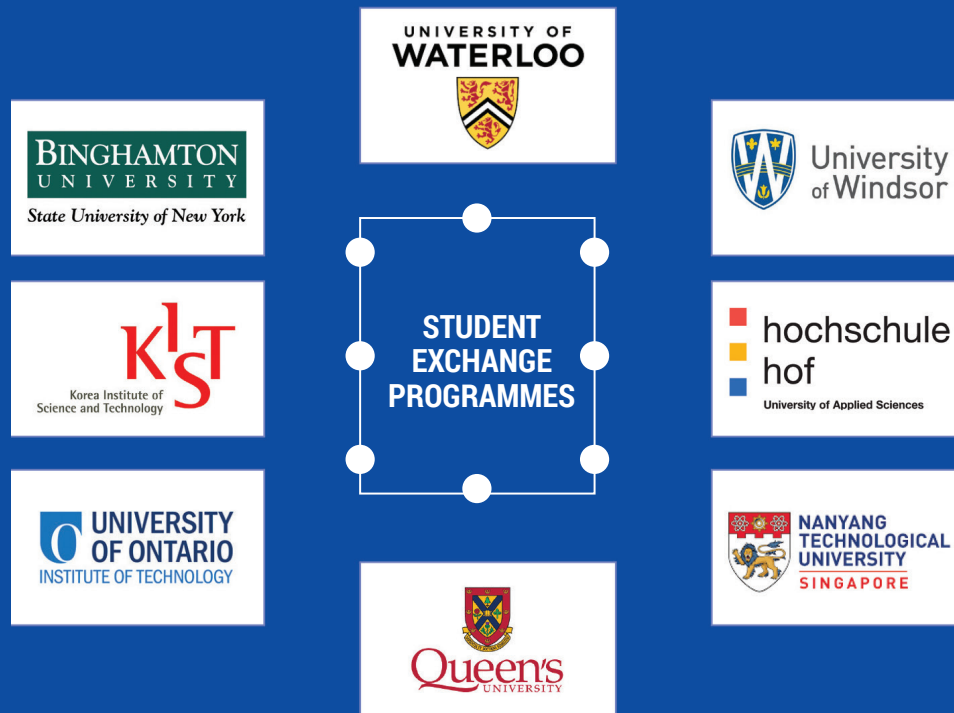 UNIVERSITY OF
WATERLOO
BINGHAMTON
UNIVERSITY
State University of New York
University
of Windsor
STUDENT
EXCHANGE
PROGRAMMES
KIST
Korea Institute of
Science and Technology
hochschule
hof
University of Applied Sciences
UNIVERSITY
OF ONTARIO
INSTITUTE OF TECHNOLOGY
NANYANG
TECHNOLOGICAL
UNIVERSITY
SINGAPORE
Queen's
UNIVERSITY